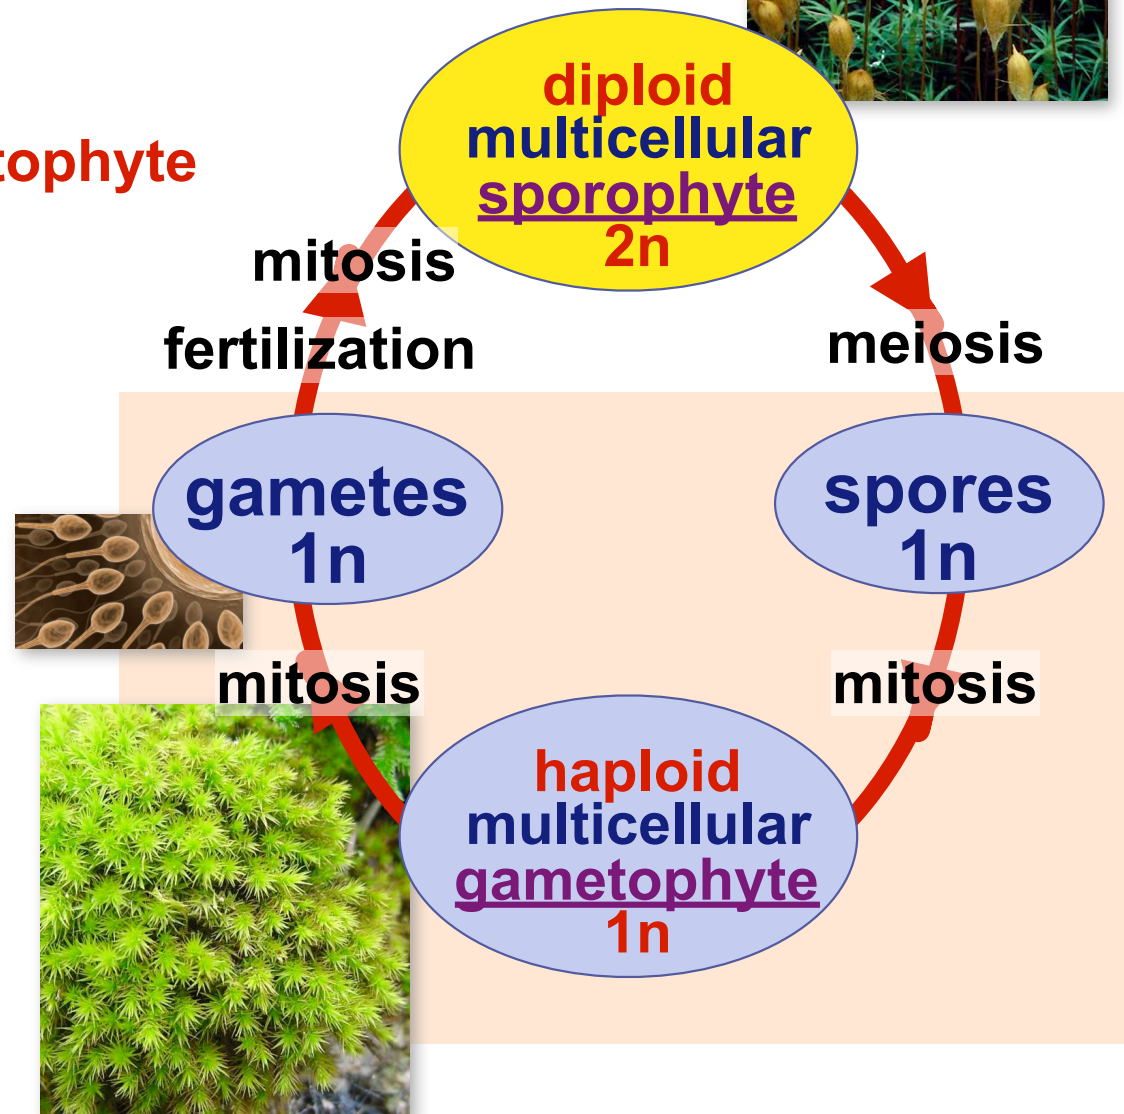 diploid
multicellular
sporophyte
2n
tophyte
mitosis
fertilization
meiosis
gametes
1n
spores
1n
mitosis
mitosis
haploid
multicellular
gametophyte
1n